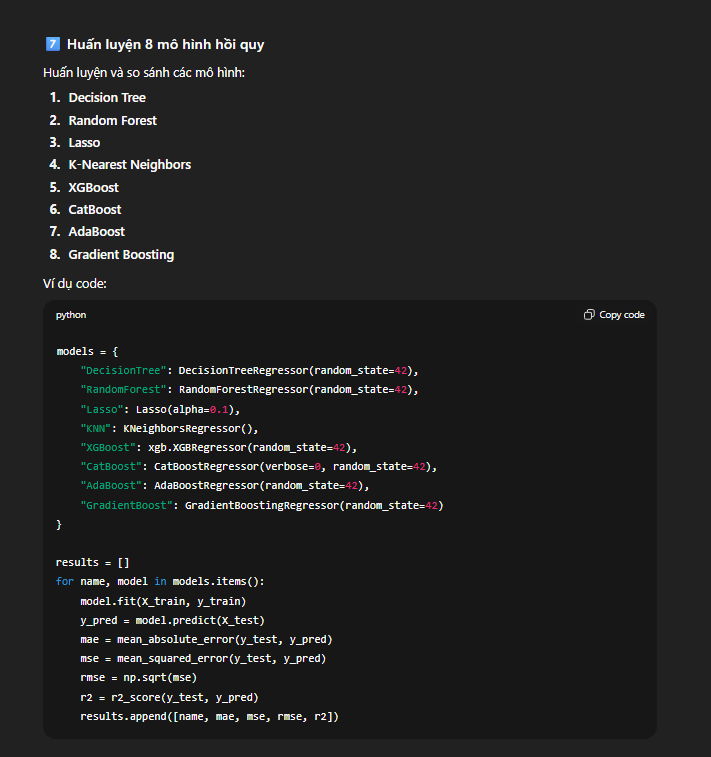 7 Huấn luyện 8 mô hình hồi quy
Huấn luyện và so sánh các mô hình:
1. Decision Tree
2. Random Forest
3. Lasso
4. K-Nearest Neighbors
5. XGBoost
6. CatBoost
7. AdaBoost
8. Gradient Boosting
Ví dụ code:
python Copy code
models = {
    "DecisionTree": DecisionTreeRegressor(random_state=42),
    "RandomForest": RandomForestRegressor(random_state=42),
    "Lasso": Lasso(alpha=0.1),
    "KNN": KNeighborsRegressor(),
    "XGBoost": xgb.XGBRegressor(random_state=42),
    "CatBoost": CatBoostRegressor(verbose=0, random_state=42),
    "AdaBoost": AdaBoostRegressor(random_state=42),
    "GradientBoost": GradientBoostingRegressor(random_state=42)
}
results = []
for name, model in models.items():
    model.fit(X_train, y_train)
    y_pred = model.predict(X_test)
    mae = mean_absolute_error(y_test, y_pred)
    mse = mean_squared_error(y_test, y_pred)
    rmse = np.sqrt(mse)
    r2 = r2_score(y_test, y_pred)
    results.append([name, mae, mse, rmse, r2])